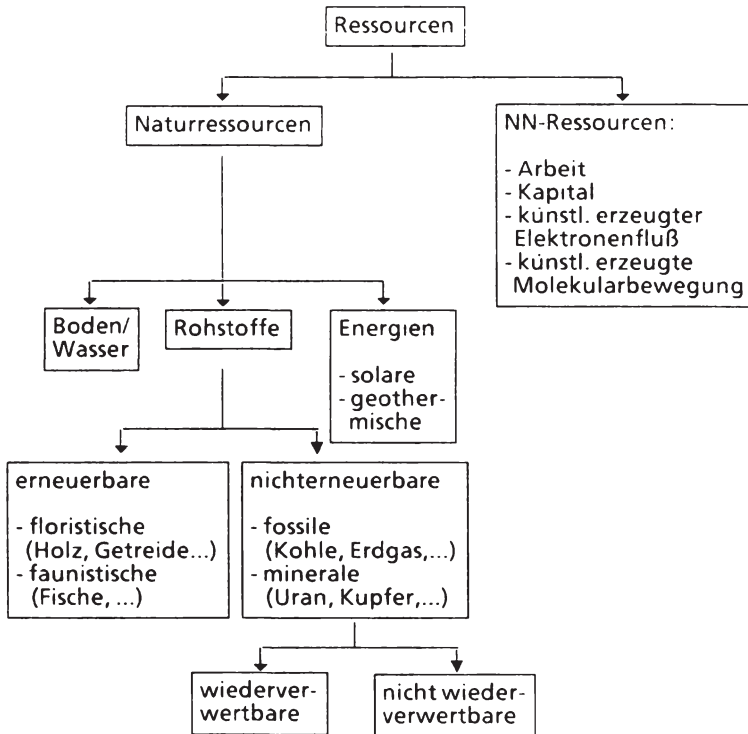 Ressourcen
Naturressourcen
NN-Ressourcen:
- Arbeit
- Kapital
- künstl. erzeugter
Elektronenfluß
- künstl. erzeugte
Molekularbewegung
Boden/
Wasser
Rohstoffe
Energien
- solare
- geother-
mische
erneuerbare
- floristische
(Holz, Getreide...)
- faunistische
(Fische, ...)
nichterneuerbare
- fossile
(Kohle, Erdgas,...)
- minerale
(Uran, Kupfer,...)
wiederver-
wertbare
nicht wieder-
verwertbare